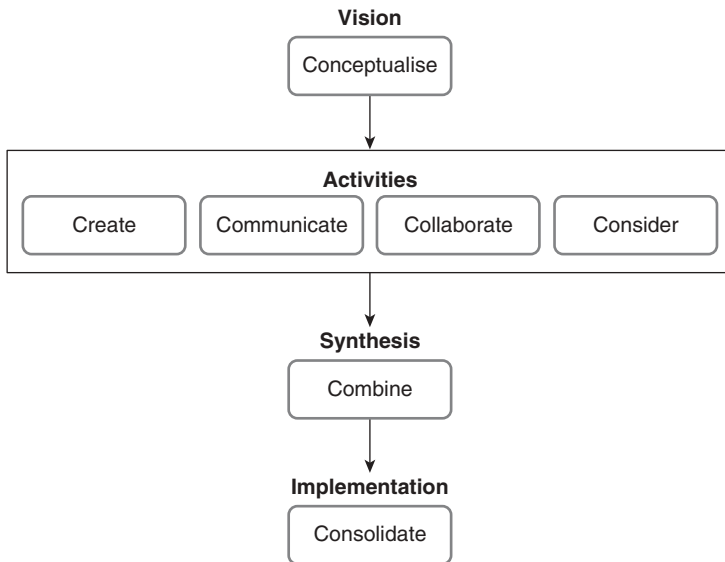 Vision
Conceptualise
Activities
Create
Communicate
Collaborate
Consider
Synthesis
Combine
Implementation
Consolidate